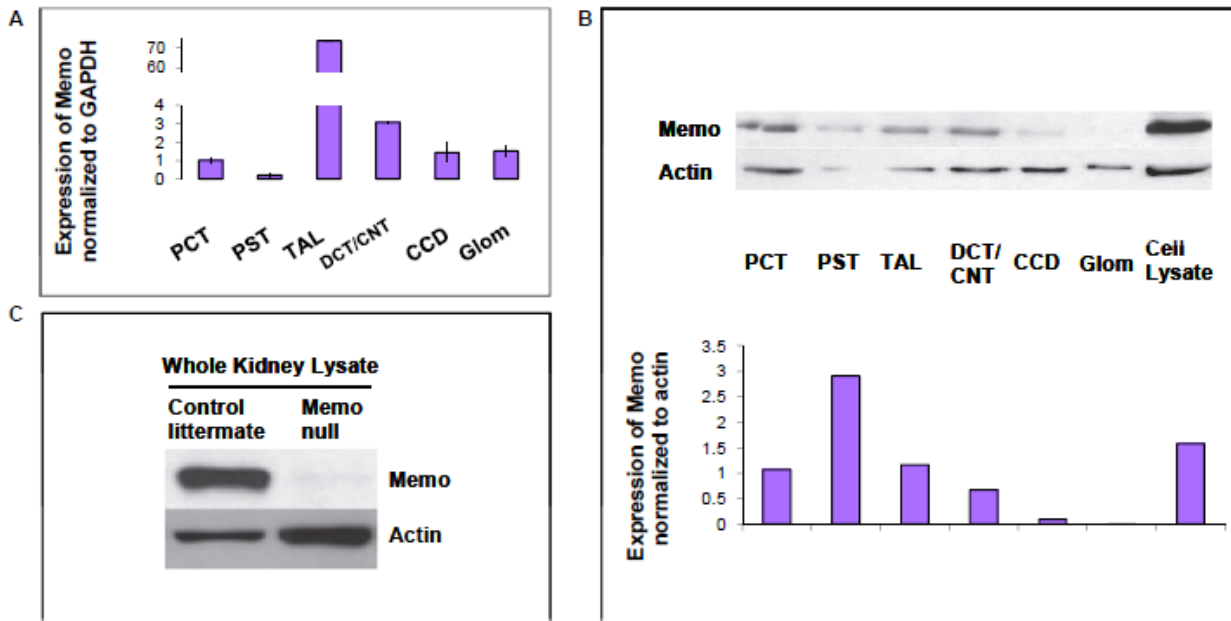 A
Expression of Memo
normalized to GAPDH
70
60
4
3
2
1
0
PCT
PST
TAL
DCT/CNT
CCD
Glom
B
Memo
Actin
PCT
PST
TAL
DCT/
CNT
CCD
Glom
Cell
Lysate
Expression of Memo
normalized to actin
3.5
3
2.5
2
1.5
1
0.5
0
C
Whole Kidney Lysate
Control
littermate
Memo
null
Memo
Actin